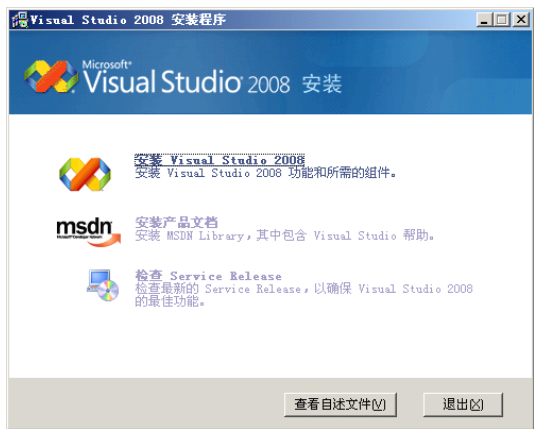 Visual Studio 2008 安装程序
Microsoft
Visual Studio 2008 安装
安装 Visual Studio 2008
安装 Visual Studio 2008 功能和所需的组件。
msdn
安装产品文档
安装 MSDN Library，其中包含 Visual Studio 帮助。
检查 Service Release
检查最新的 Service Release，以确保 Visual Studio 2008
的最佳功能。
查看自述文件(V) 退出(X)